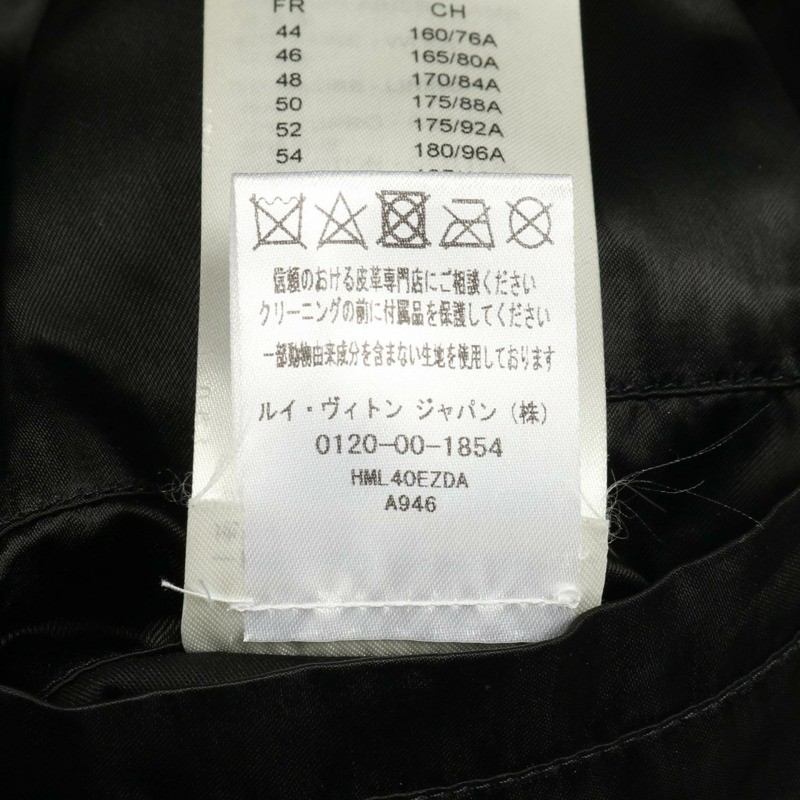 FR CH
44 160/76A
46 165/80A
48 170/84A
50 175/88A
52 175/92A
54 180/96A
信頼のおける皮革専門店にご相談ください
クリーニングの前に付属品を保護してください
一部動物由来成分を含まない生地を使用しております
ルイ・ヴィトン ジャパン（株）
0120-00-1854
HML40EZDA
A946